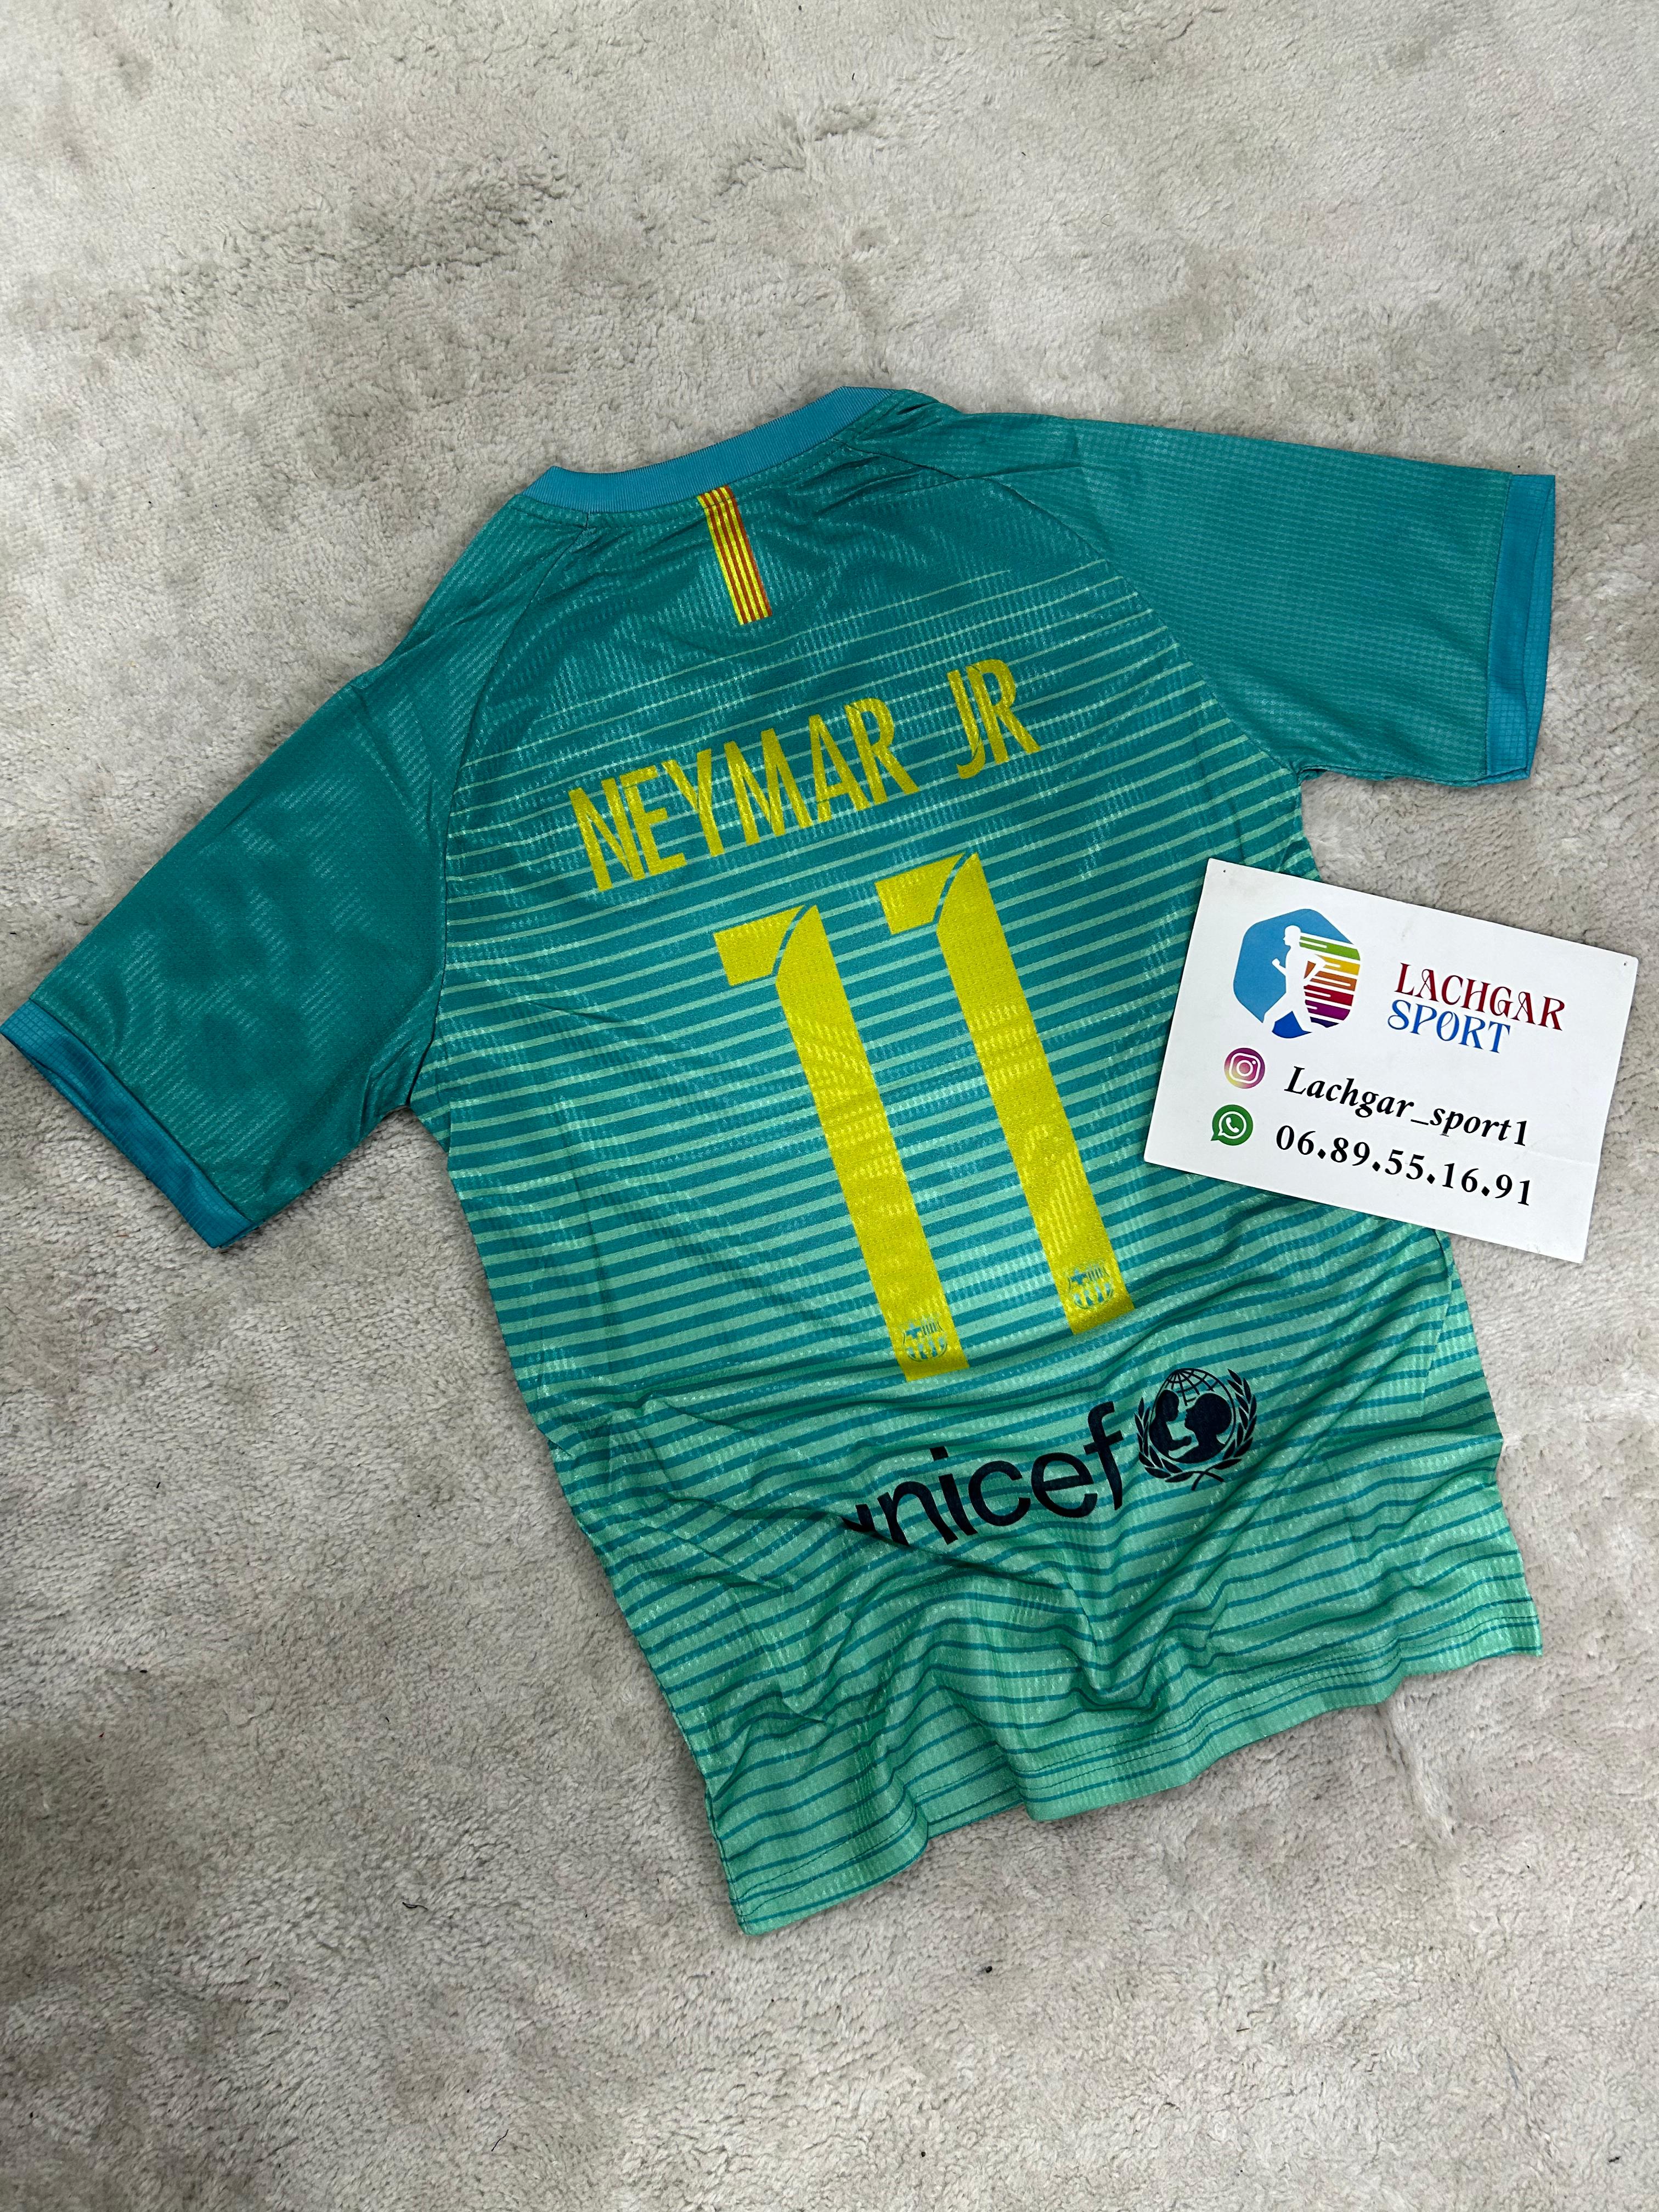 NEYMAR JR
11
unicef
LACHGAR
SPORT
Lachgar_sport1
06.89.55.16.91